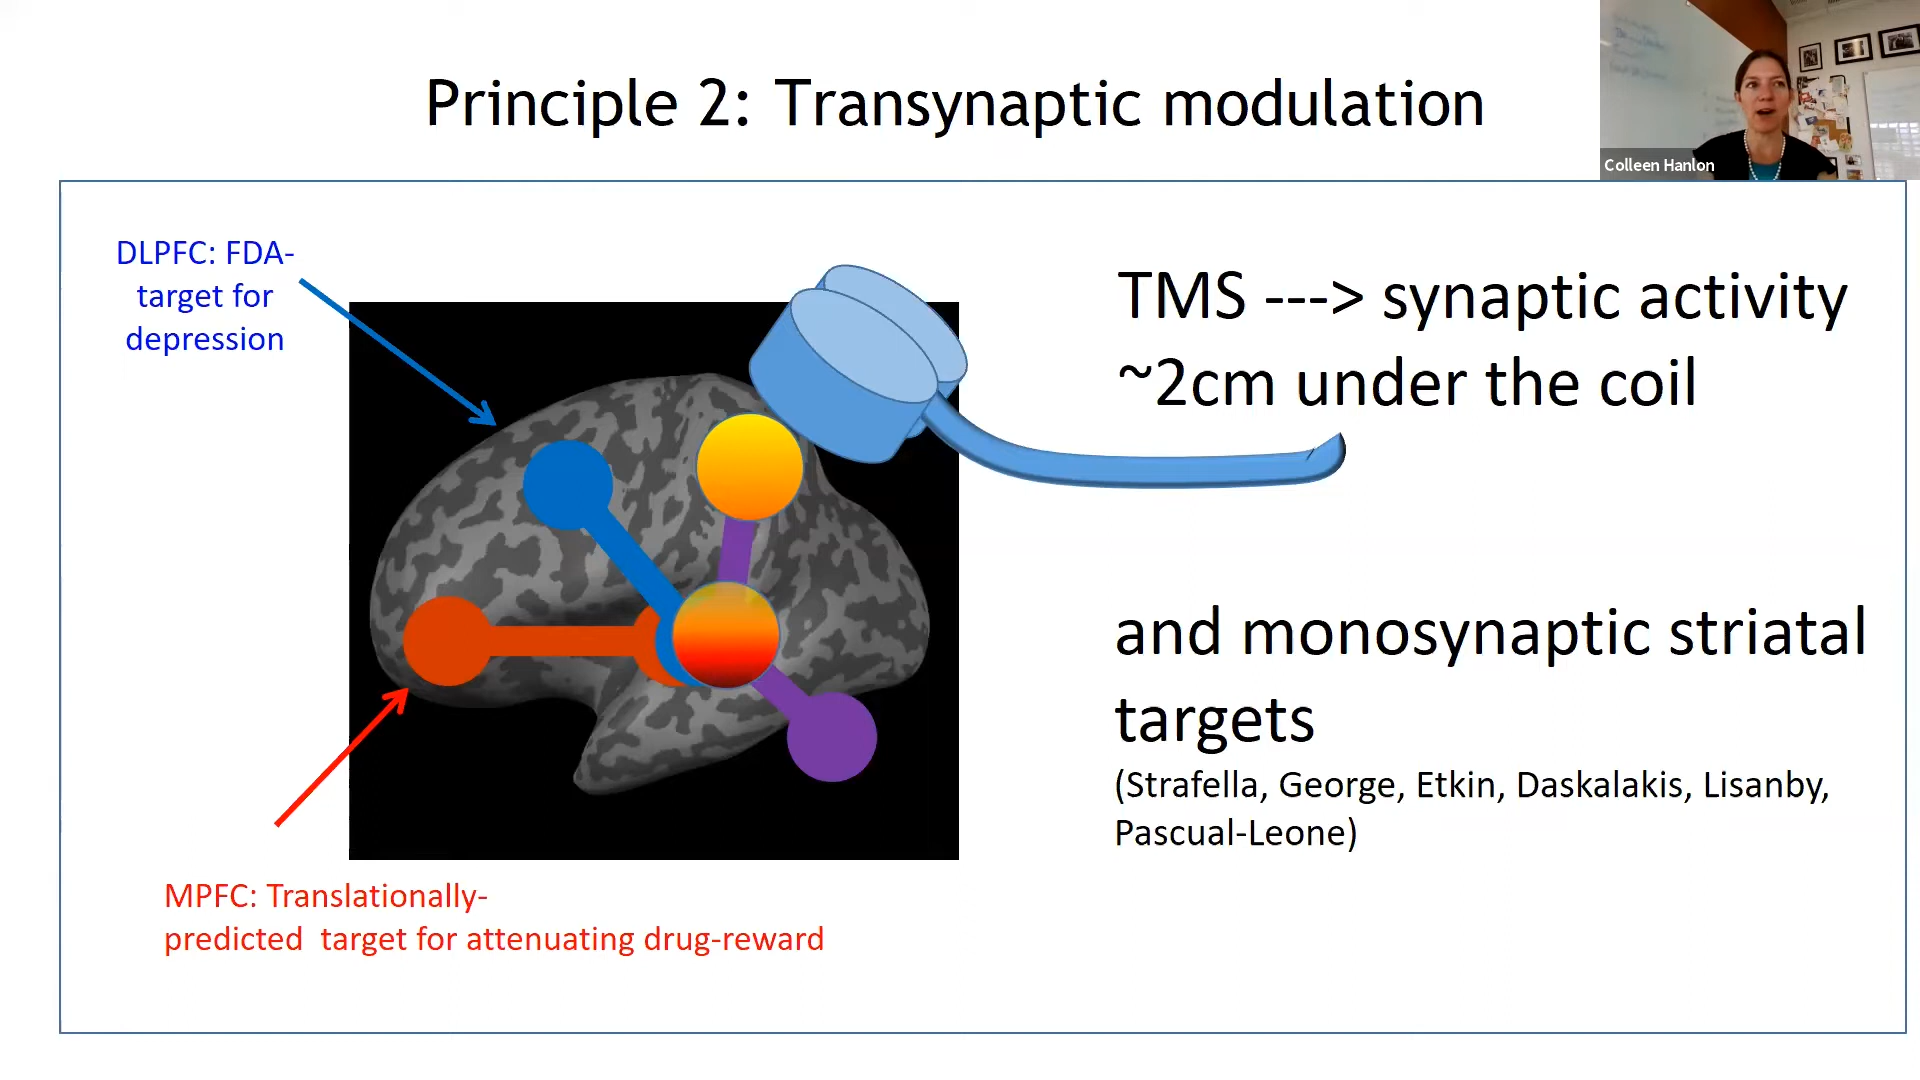 Principle 2: Transynaptic modulation
Colleen Hanlon
DLPFC: FDA-
target for
depression
TMS ---> synaptic activity
~2cm under the coil
and monosynaptic striatal
targets
(Strafella, George, Etkin, Daskalakis, Lisanby,
Pascual-Leone)
MPFC: Translationally-
predicted  target for attenuating drug-reward